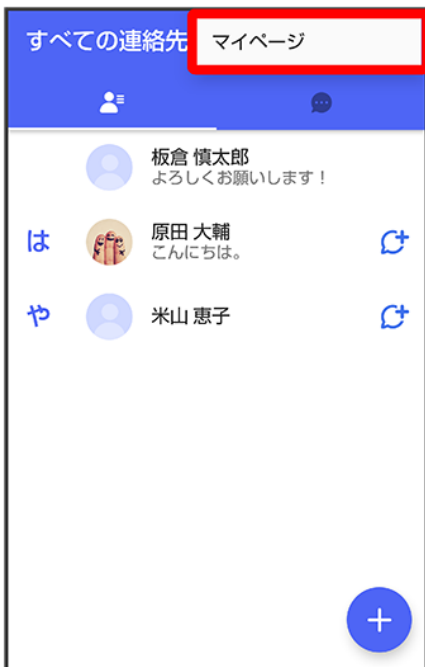 すべての連絡先
マイページ
板倉 慎太郎
よろしくお願いします！
は
原田 大輔
こんにちは。
や
米山 恵子